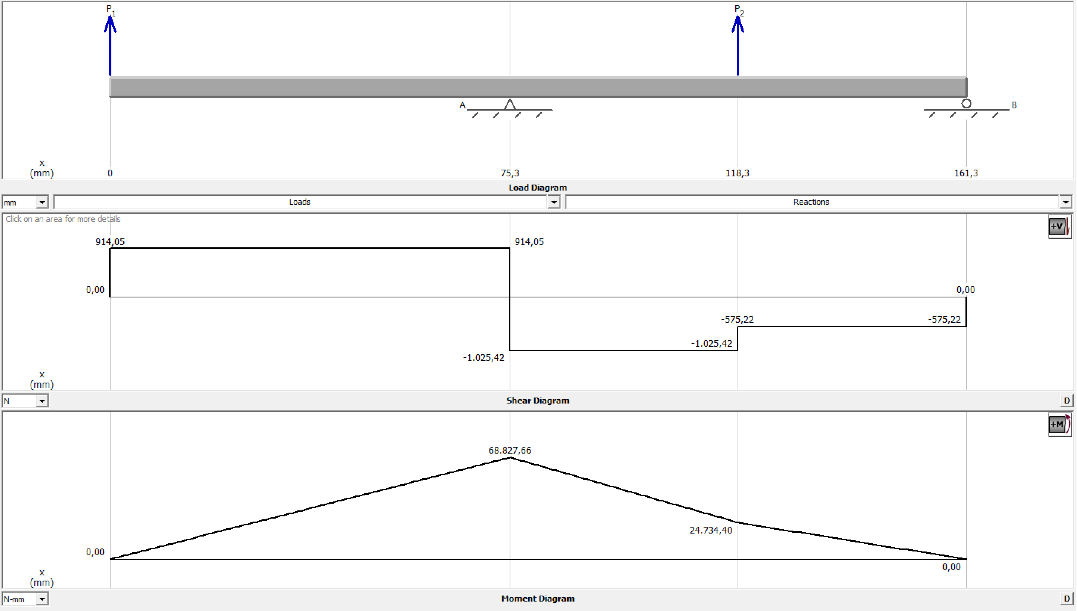 P1 P2
A B
x
(mm) 0 75,3 118,3 161,3
Load Diagram
mm Loads Reactions
Click on an area for more details
+V
914,05 914,05
0,00 0,00
-575,22 -575,22
-1.025,42
-1.025,42
x
(mm)
N Shear Diagram D
+M
68.827,66
24.734,40
0,00
0,00
x
(mm)
N-mm Moment Diagram D